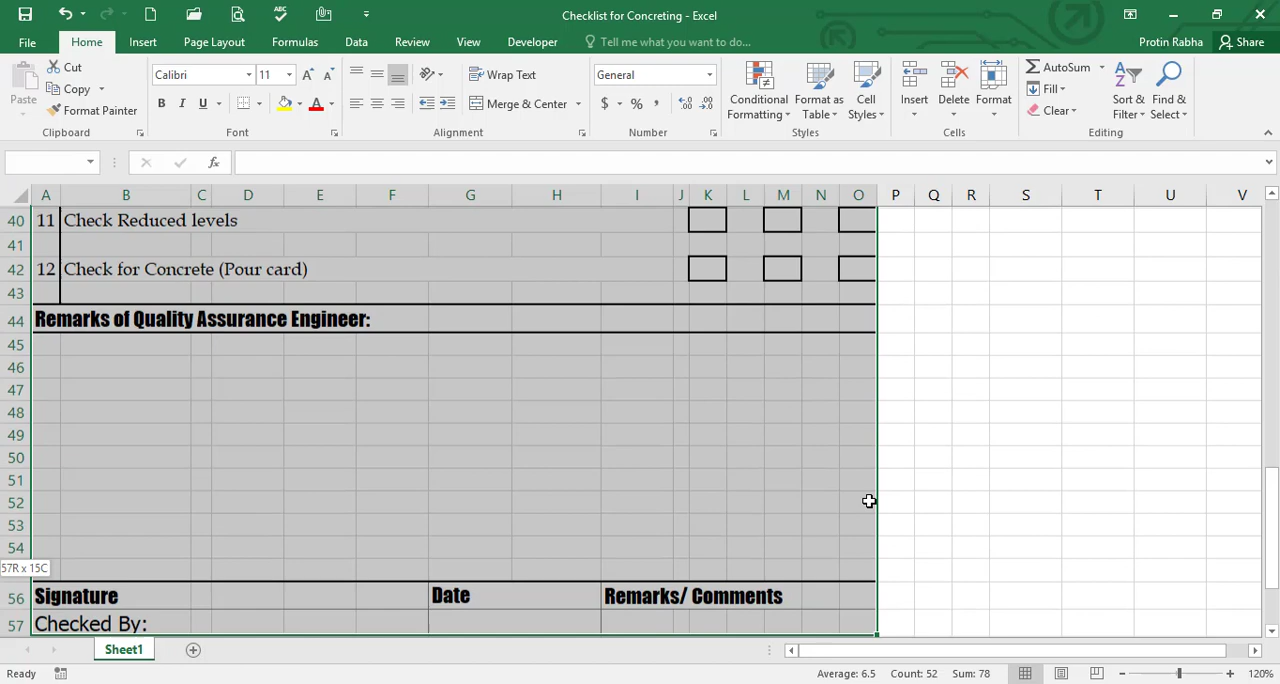 Checklist for Concreting - Excel
File Home Insert Page Layout Formulas Data Review View Developer Tell me what you want to do... Protin Rabha Share
Paste Cut Copy Format Painter Clipboard
Calibri 11 A A B I U A Font
Wrap Text Merge & Center Alignment
General $ % , Number
Conditional Formatting Format as Table Cell Styles Styles
Insert Delete Format Cells
AutoSum Fill Clear Sort & Filter Find & Select Editing
fx
A B C D E F G H I J K L M N O P Q R S T U V
40 11 Check Reduced levels
41
42 12 Check for Concrete (Pour card)
43
44 Remarks of Quality Assurance Engineer:
45
46
47
48
49
50
51
52
53
54
57R x 15C
56 Signature Date Remarks/ Comments
57 Checked By:
Sheet1
Ready Average: 6.5 Count: 52 Sum: 78 120%